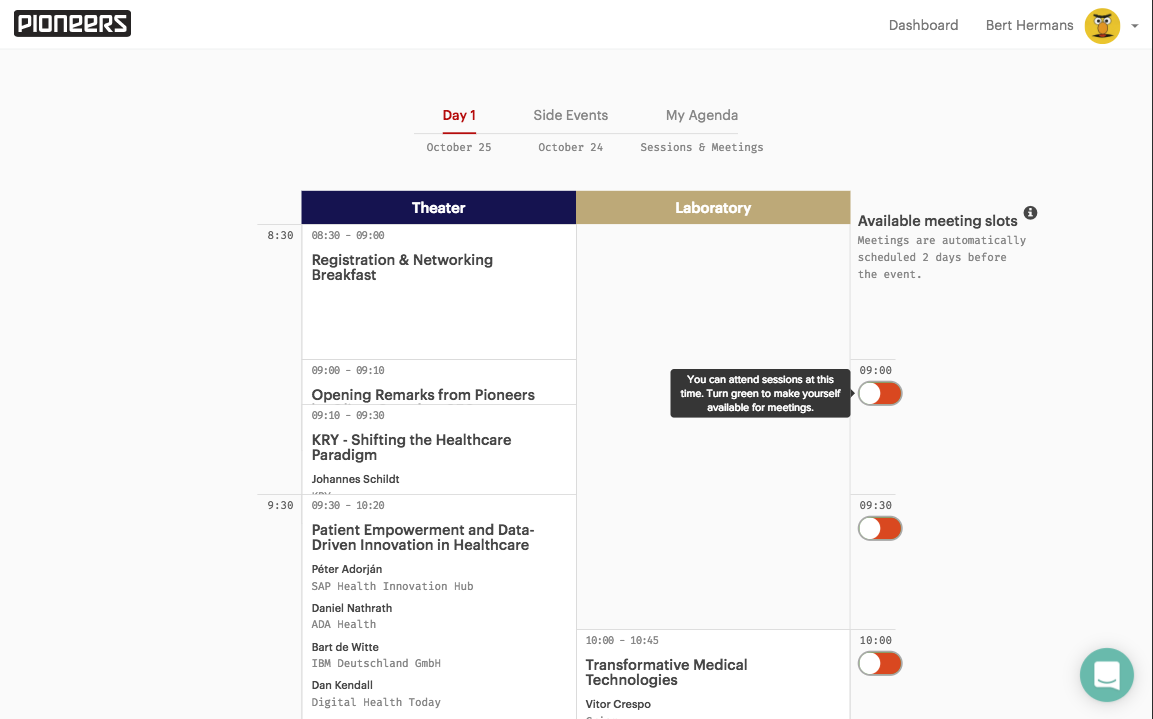 PIONEERS
Dashboard
Bert Hermans
Day 1
Side Events
My Agenda
October 25
October 24
Sessions & Meetings
Theater
Laboratory
Available meeting slots
Meetings are automatically
scheduled 2 days before
the event.
8:30
08:30 - 09:00
Registration & Networking
Breakfast
09:00 - 09:10
Opening Remarks from Pioneers
You can attend sessions at this
time. Turn green to make yourself
available for meetings.
09:00
09:10 - 09:30
KRY - Shifting the Healthcare
Paradigm
Johannes Schildt
9:30
09:30 - 10:20
Patient Empowerment and Data-
Driven Innovation in Healthcare
Péter Adorján
SAP Health Innovation Hub
Daniel Nathrath
ADA Health
Bart de Witte
IBM Deutschland GmbH
Dan Kendall
Digital Health Today
09:30
10:00 - 10:45
Transformative Medical
Technologies
Vitor Crespo
10:00